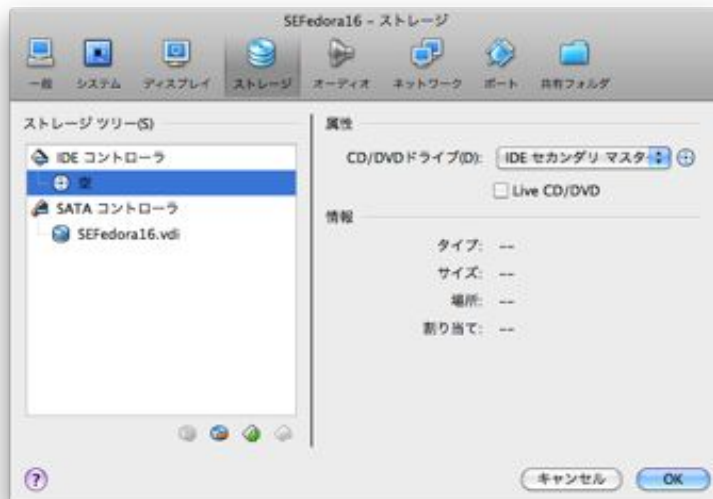 SEFedora16 – ストレージ
一般 システム ディスプレイ ストレージ オーディオ ネットワーク ポート 共有フォルダ
ストレージ ツリー(S)
IDE コントローラ
空
SATA コントローラ
SEFedora16.vdi
属性
CD/DVDドライブ(D): IDE セカンダリ マスタ
Live CD/DVD
情報
タイプ: --
サイズ: --
場所: --
割り当て: --
?
キャンセル OK